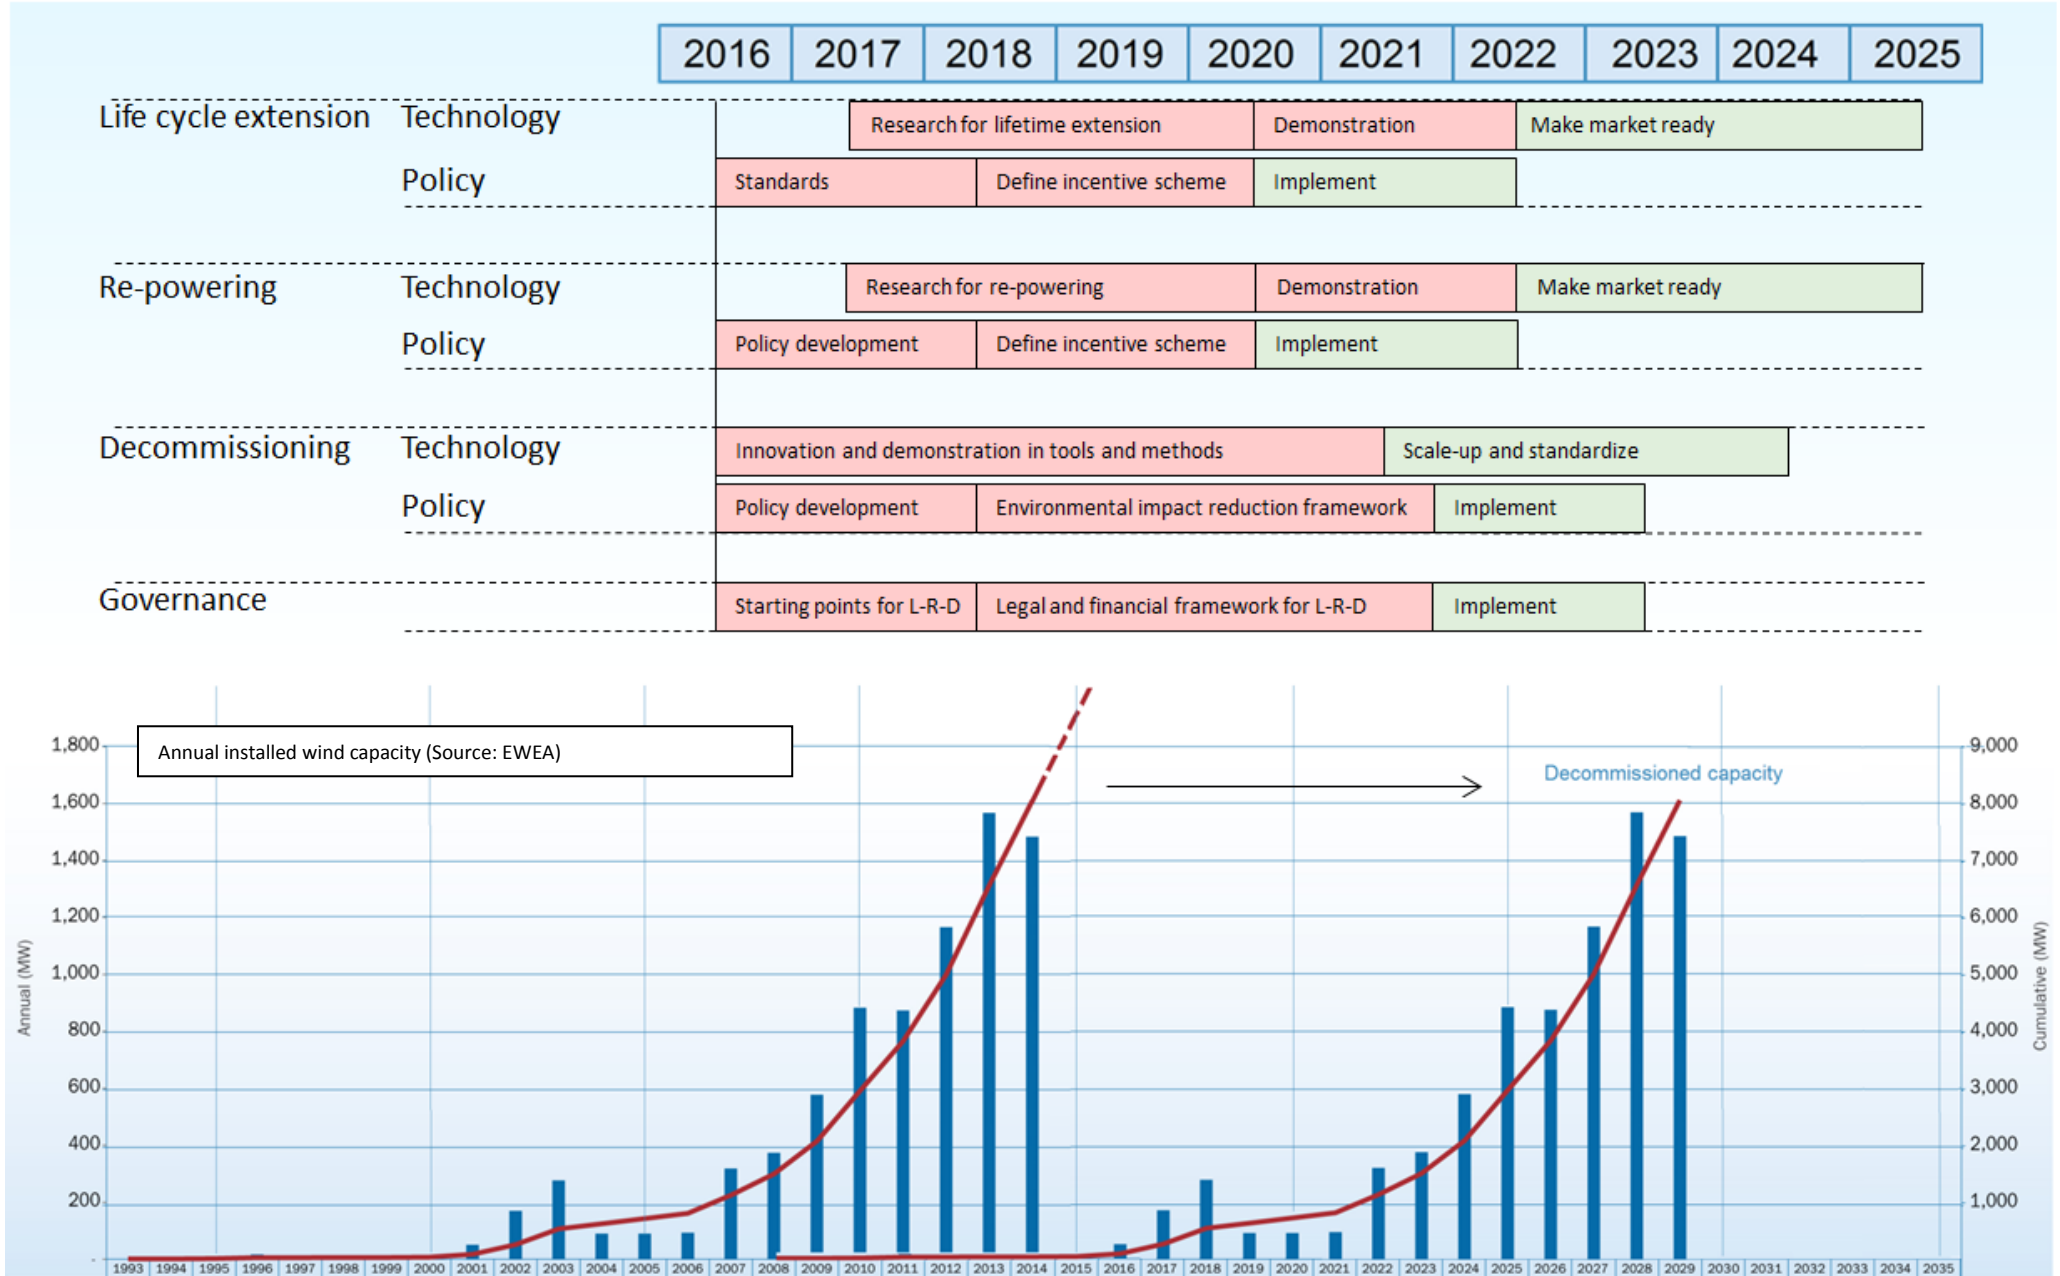 2016 2017 2018 2019 2020 2021 2022 2023 2024 2025
Life cycle extension Technology Research for lifetime extension Demonstration Make market ready
Policy Standards Define incentive scheme Implement
Re-powering Technology Research for re-powering Demonstration Make market ready
Policy Policy development Define incentive scheme Implement
Decommissioning Technology Innovation and demonstration in tools and methods Scale-up and standardize
Policy Policy development Environmental impact reduction framework Implement
Governance Starting points for L-R-D Legal and financial framework for L-R-D Implement
Annual installed wind capacity (Source: EWEA)
Decommissioned capacity
1,800 9,000
1,600 8,000
1,400 7,000
1,200 6,000
1,000 5,000
800 4,000
600 3,000
400 2,000
200 1,000
-
Annual (MW)
Cumulative (MW)
1993 1994 1995 1996 1997 1998 1999 2000 2001 2002 2003 2004 2005 2006 2007 2008 2009 2010 2011 2012 2013 2014 2015 2016 2017 2018 2019 2020 2021 2022 2023 2024 2025 2026 2027 2028 2029 2030 2031 2032 2033 2034 2035